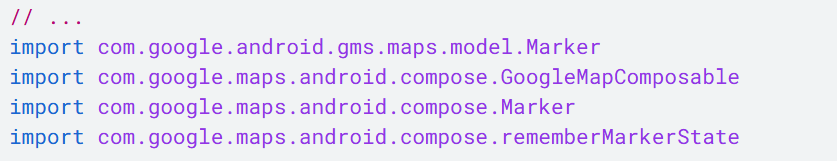 // ...
import com.google.android.gms.maps.model.Marker
import com.google.maps.android.compose.GoogleMapComposable
import com.google.maps.android.compose.Marker
import com.google.maps.android.compose.rememberMarkerState